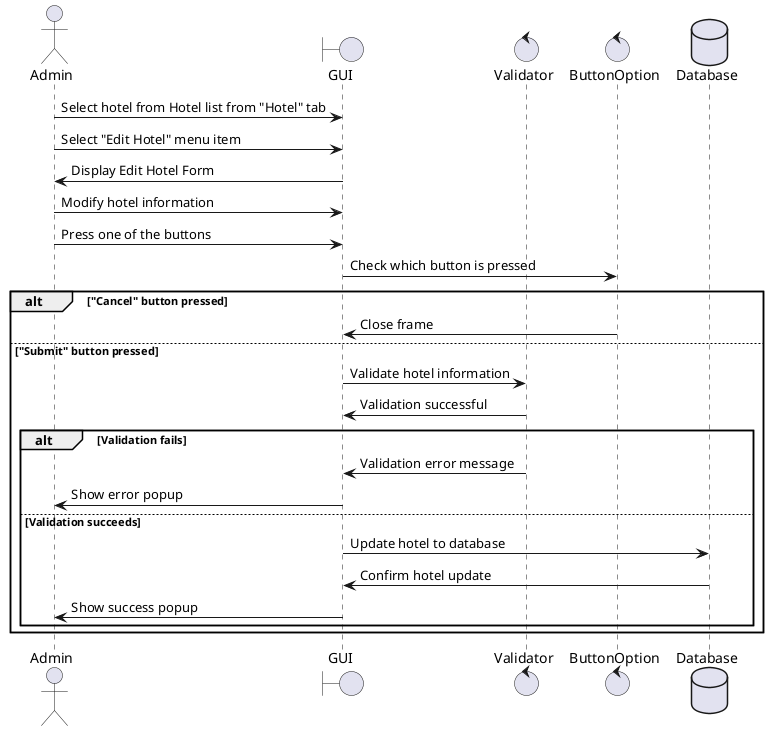 Admin GUI Validator ButtonOption Database
Select hotel from Hotel list from "Hotel" tab
Select "Edit Hotel" menu item
Display Edit Hotel Form
Modify hotel information
Press one of the buttons
Check which button is pressed
alt ["Cancel" button pressed]
Close frame
["Submit" button pressed]
Validate hotel information
Validation successful
alt [Validation fails]
Validation error message
Show error popup
[Validation succeeds]
Update hotel to database
Confirm hotel update
Show success popup
Admin GUI Validator ButtonOption Database